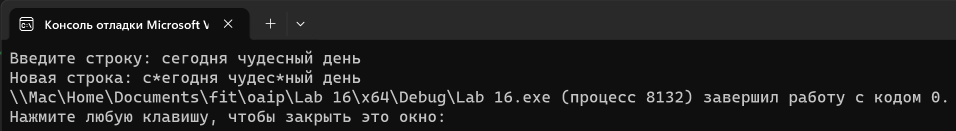 Консоль отладки Microsoft V
Введите строку: сегодня чудесный день
Новая строка: с*егодня чудес*ный день
\\Mac\Home\Documents\fit\oaip\Lab 16\x64\Debug\Lab 16.exe (процесс 8132) завершил работу с кодом 0.
Нажмите любую клавишу, чтобы закрыть это окно: